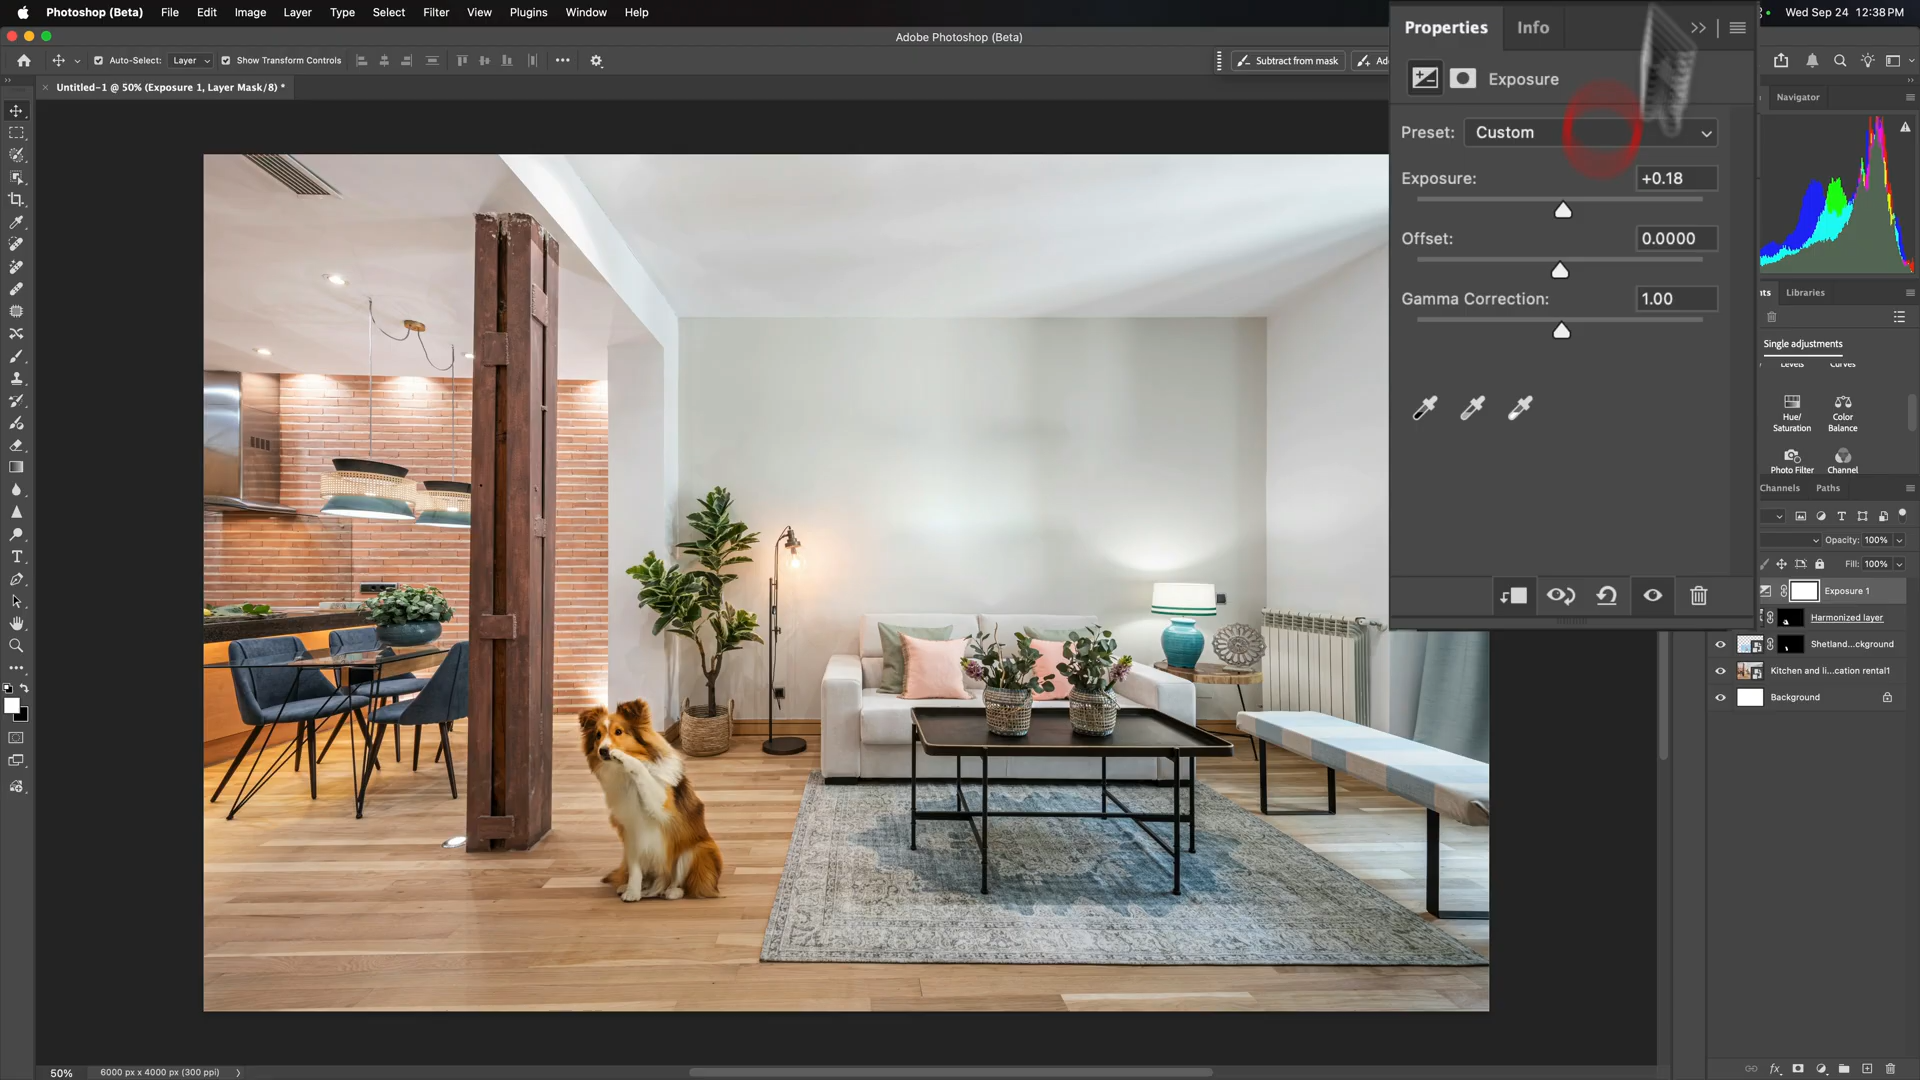 Photoshop (Beta) File Edit Image Layer Type Select Filter View Plugins Window Help
Wed Sep 24 12:38 PM
Adobe Photoshop (Beta)
Auto-Select: Layer Show Transform Controls
Subtract from mask
Untitled-1 @ 50% (Exposure 1, Layer Mask/8) *
Properties Info
Exposure
Preset: Custom
Exposure: +0.18
Offset: 0.0000
Gamma Correction: 1.00
Navigator
Libraries
Single adjustments
Levels Curves
Hue/
Saturation
Color
Balance
Photo Filter
Channel
Channels Paths
Opacity: 100%
Fill: 100%
Exposure 1
Harmonized layer
Shetland...ckground
Kitchen and li...cation rental1
Background
50% 6000 px x 4000 px (300 ppi)